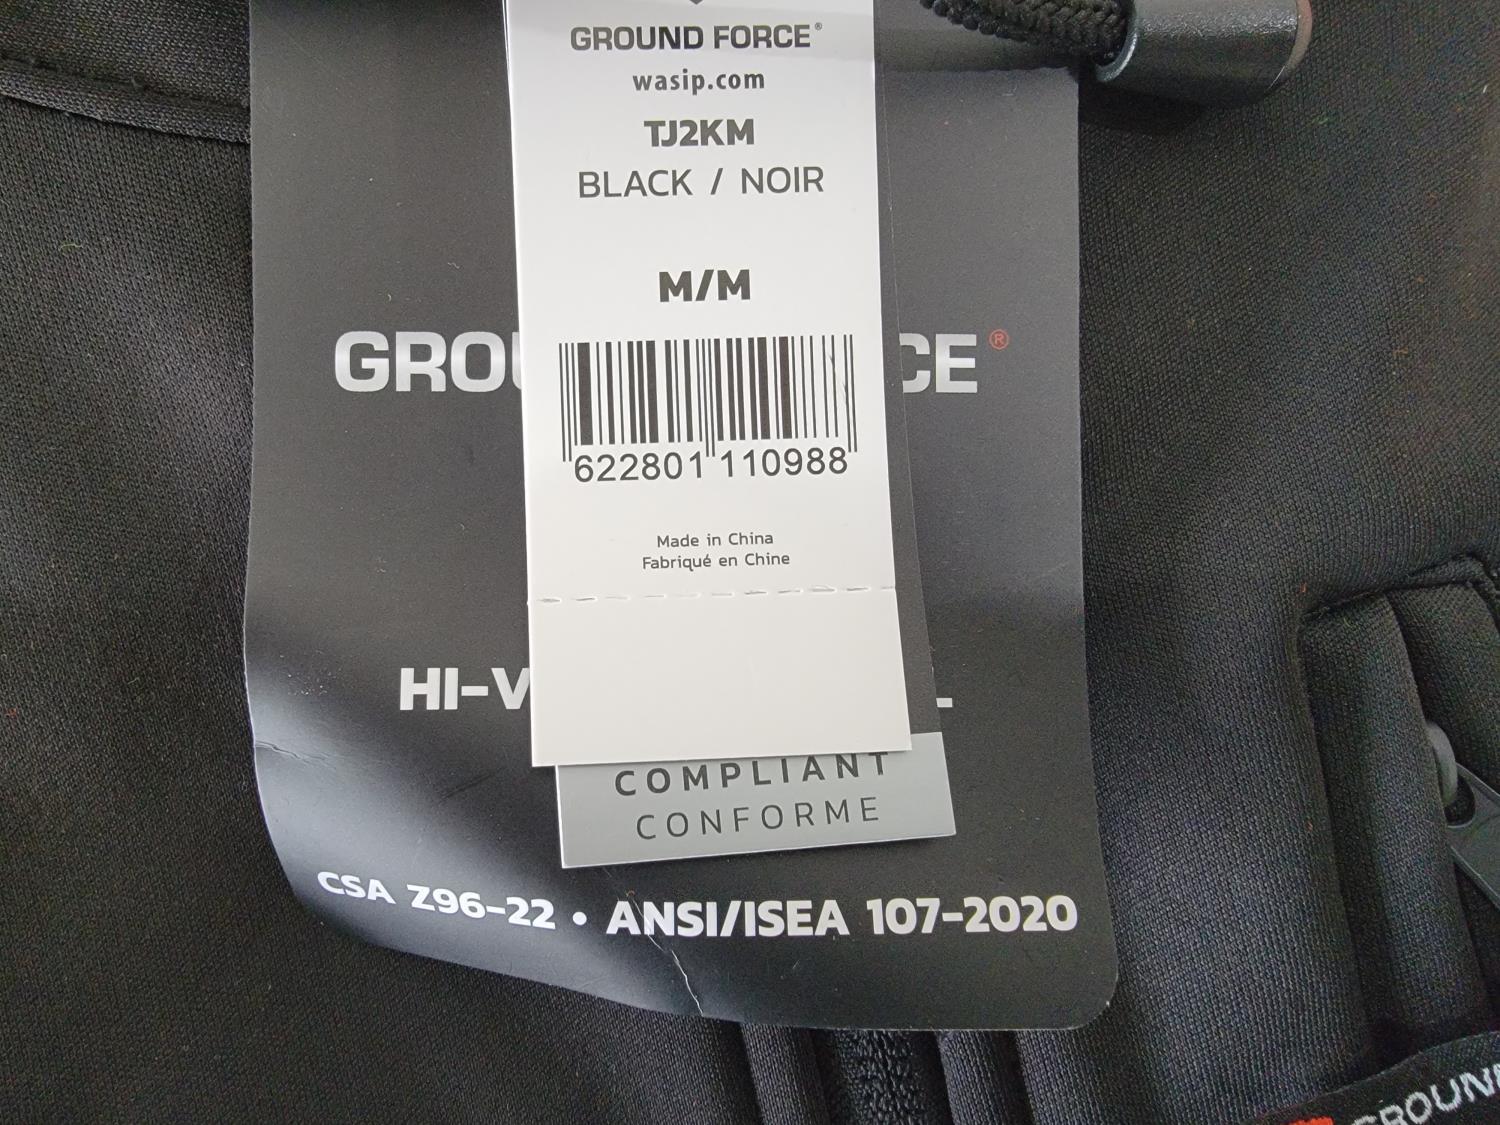 GROUND FORCE®
wasip.com
TJ2KM
BLACK / NOIR
M/M
622801 110988
Made in China
Fabriqué en Chine
®
COMPLIANT
CONFORME
CSA Z96-22 • ANSI/ISEA 107-2020